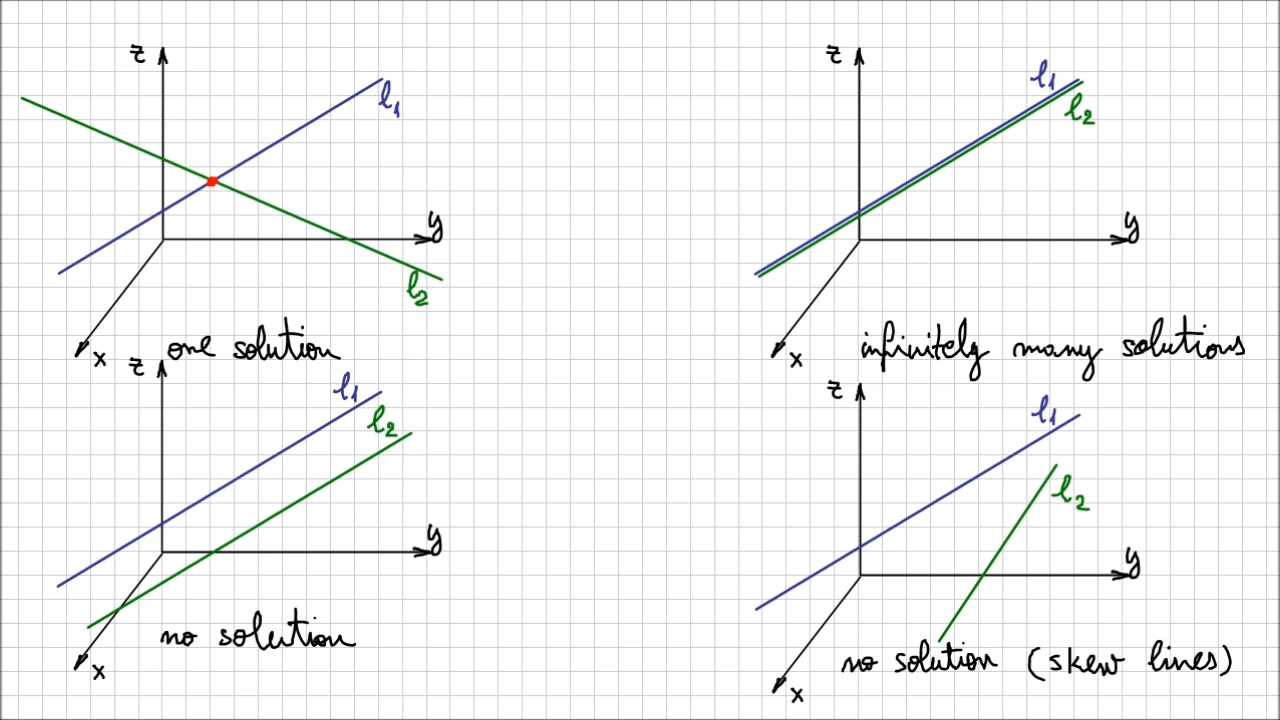 z
l₁
y
l₂
x
one solution
z
l₁
l₂
y
x
infinitely many solutions
z
l₁
l₂
y
x
no solution
z
l₁
l₂
y
x
no solution (skew lines)